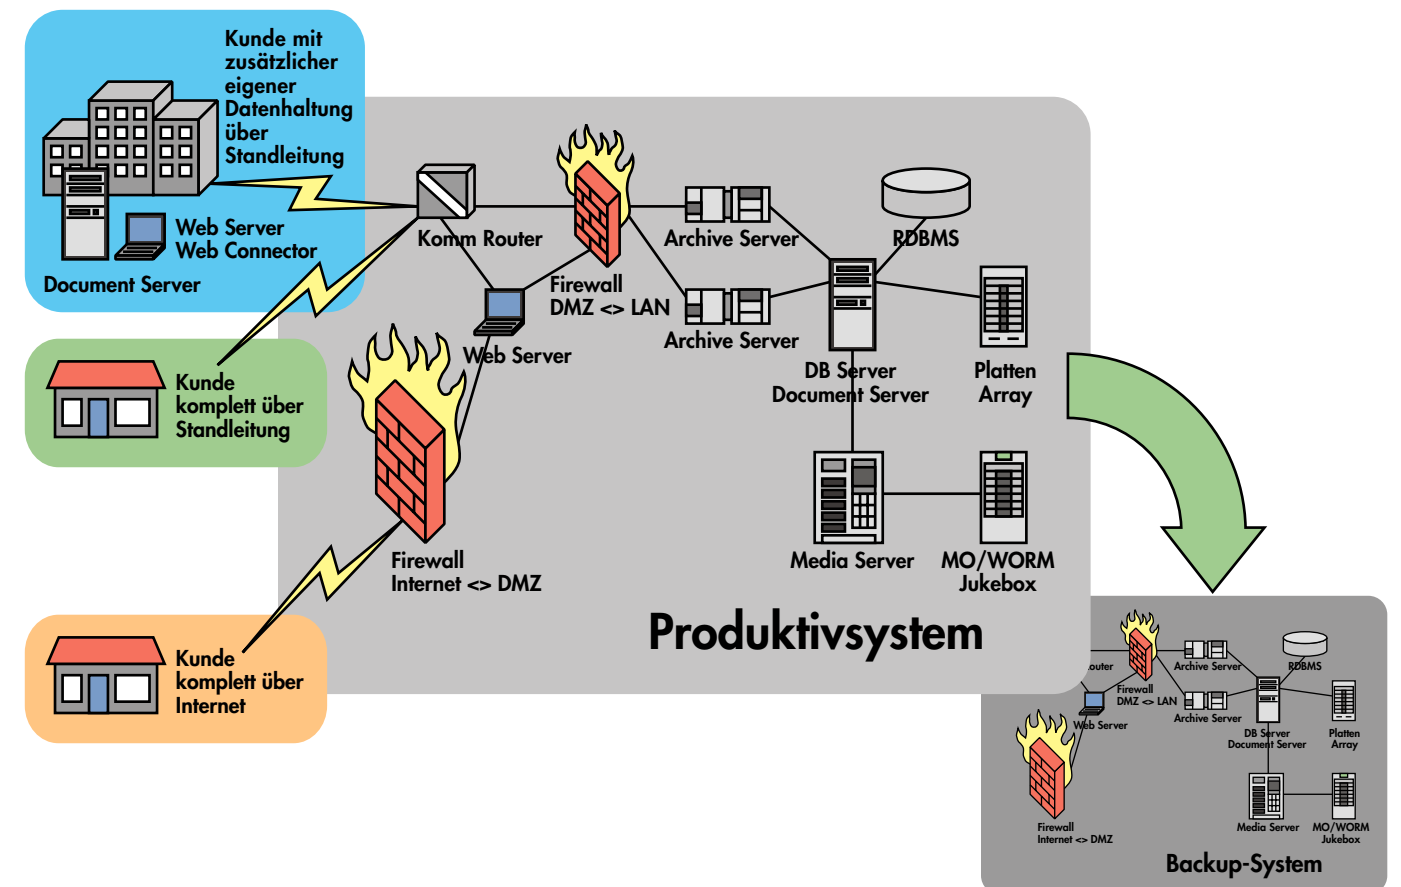 Kunde mit
zusätzlicher
eigener
Datenhaltung
über
Standleitung
Web Server
Web Connector
Document Server
Kunde
komplett über
Standleitung
Kunde
komplett über
Internet
Komm Router
Firewall
DMZ <> LAN
Web Server
Firewall
Internet <> DMZ
Archive Server
Archive Server
RDBMS
DB Server
Document Server
Platten
Array
Media Server
MO/WORM
Jukebox
Produktivsystem
outer
Firewall
DMZ <> LAN
Web Server
Firewall
Internet <> DMZ
Archive Server
Archive Server
RDBMS
DB Server
Document Server
Platten
Array
Media Server
MO/WORM
Jukebox
Backup-System